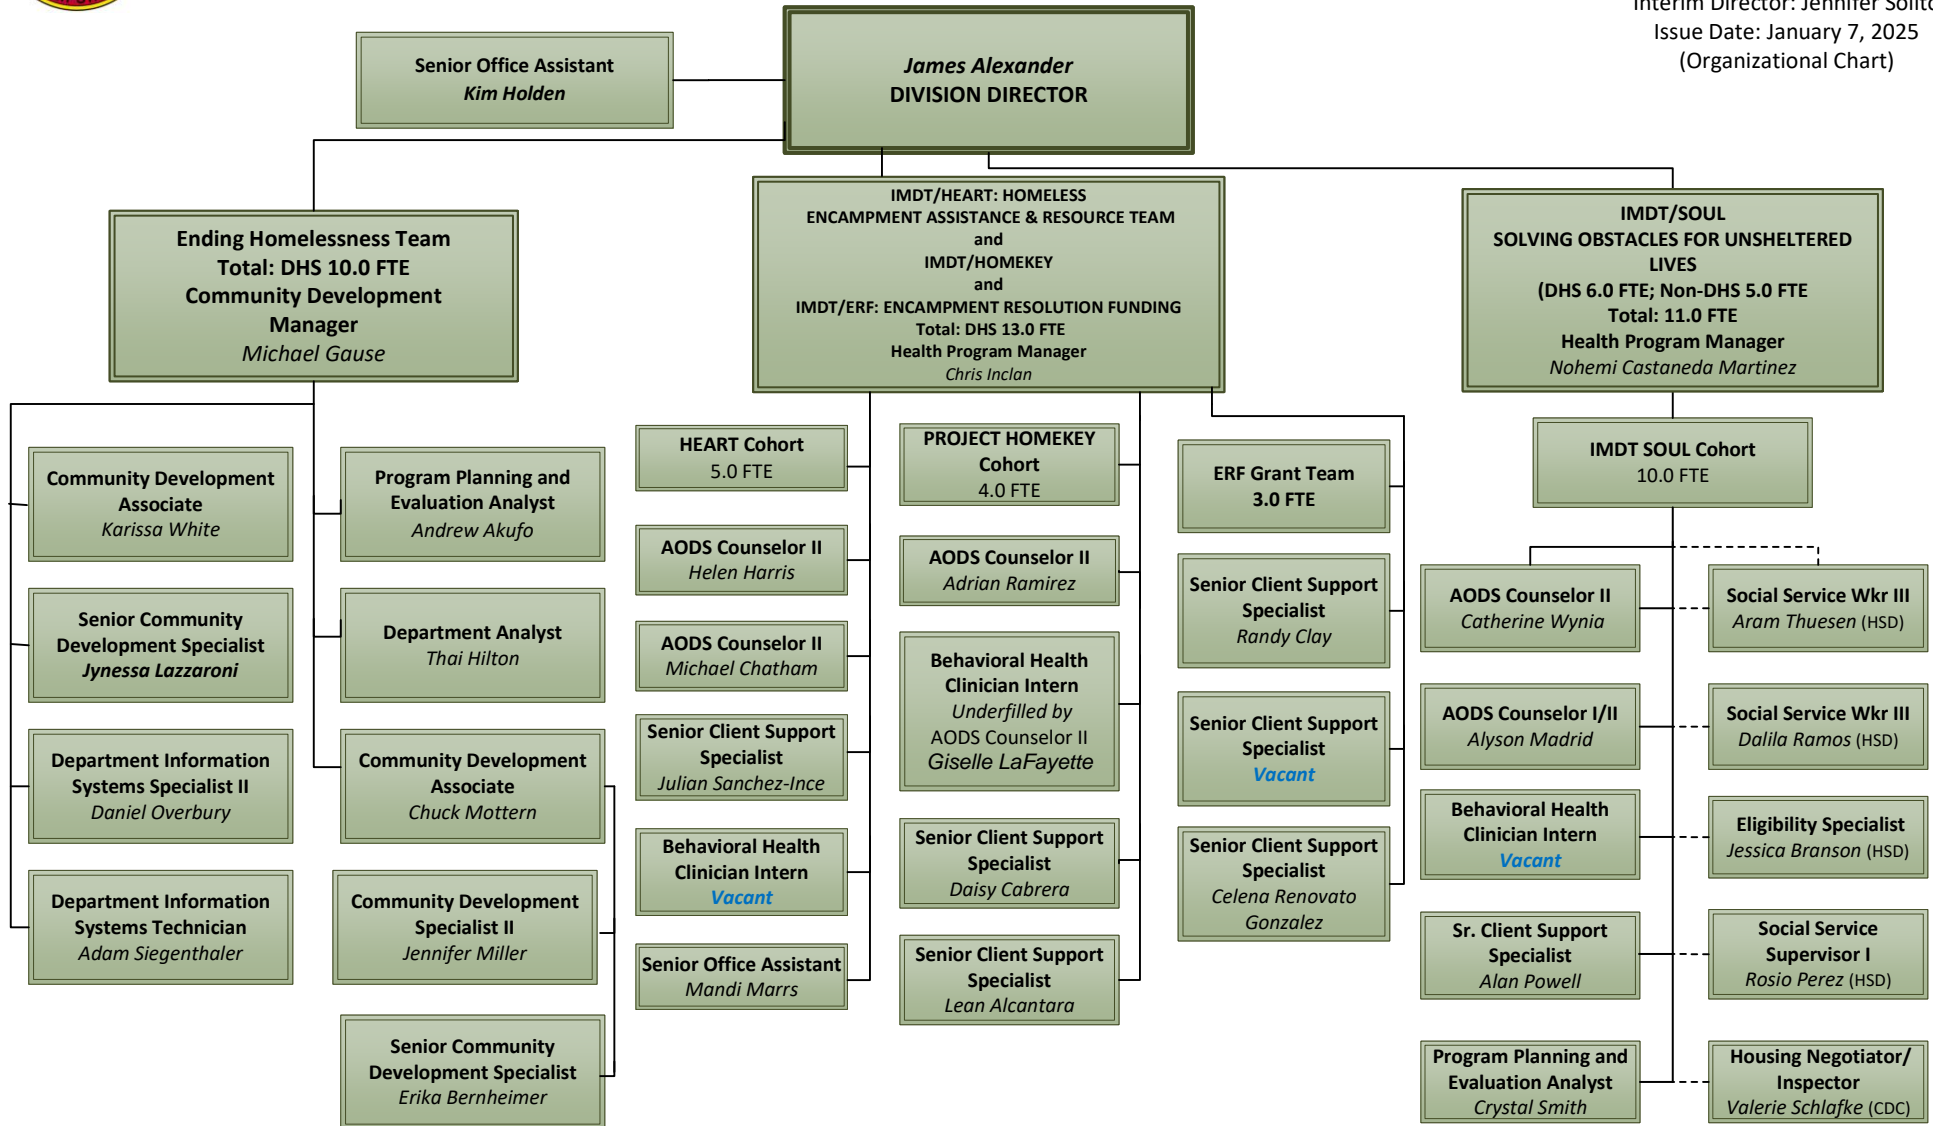 Interim Director: Jennifer Solito
Issue Date: January 7, 2025
(Organizational Chart)
Senior Office Assistant
Kim Holden
James Alexander
DIVISION DIRECTOR
Ending Homelessness Team
Total: DHS 10.0 FTE
Community Development
Manager
Michael Gause
IMDT/HEART: HOMELESS
ENCAMPMENT ASSISTANCE & RESOURCE TEAM
and
IMDT/HOMEKEY
and
IMDT/ERF: ENCAMPMENT RESOLUTION FUNDING
Total: DHS 13.0 FTE
Health Program Manager
Chris Inclan
IMDT/SOUL
SOLVING OBSTACLES FOR UNSHELTERED
LIVES
(DHS 6.0 FTE; Non-DHS 5.0 FTE
Total: 11.0 FTE
Health Program Manager
Nohemi Castaneda Martinez
Community Development
Associate
Karissa White
Senior Community
Development Specialist
Jynessa Lazzaroni
Department Information
Systems Specialist II
Daniel Overbury
Department Information
Systems Technician
Adam Siegenthaler
Program Planning and
Evaluation Analyst
Andrew Akufo
Department Analyst
Thai Hilton
Community Development
Associate
Chuck Mottern
Community Development
Specialist II
Jennifer Miller
Senior Community
Development Specialist
Erika Bernheimer
HEART Cohort
5.0 FTE
AODS Counselor II
Helen Harris
AODS Counselor II
Michael Chatham
Senior Client Support
Specialist
Julian Sanchez-Ince
Behavioral Health
Clinician Intern
Vacant
Senior Office Assistant
Mandi Marrs
PROJECT HOMEKEY
Cohort
4.0 FTE
AODS Counselor II
Adrian Ramirez
Behavioral Health
Clinician Intern
Underfilled by
AODS Counselor II
Giselle LaFayette
Senior Client Support
Specialist
Daisy Cabrera
Senior Client Support
Specialist
Lean Alcantara
ERF Grant Team
3.0 FTE
Senior Client Support
Specialist
Randy Clay
Senior Client Support
Specialist
Vacant
Senior Client Support
Specialist
Celena Renovato
Gonzalez
IMDT SOUL Cohort
10.0 FTE
AODS Counselor II
Catherine Wynia
AODS Counselor I/II
Alyson Madrid
Behavioral Health
Clinician Intern
Vacant
Sr. Client Support
Specialist
Alan Powell
Program Planning and
Evaluation Analyst
Crystal Smith
Social Service Wkr III
Aram Thuesen (HSD)
Social Service Wkr III
Dalila Ramos (HSD)
Eligibility Specialist
Jessica Branson (HSD)
Social Service
Supervisor I
Rosio Perez (HSD)
Housing Negotiator/
Inspector
Valerie Schlafke (CDC)